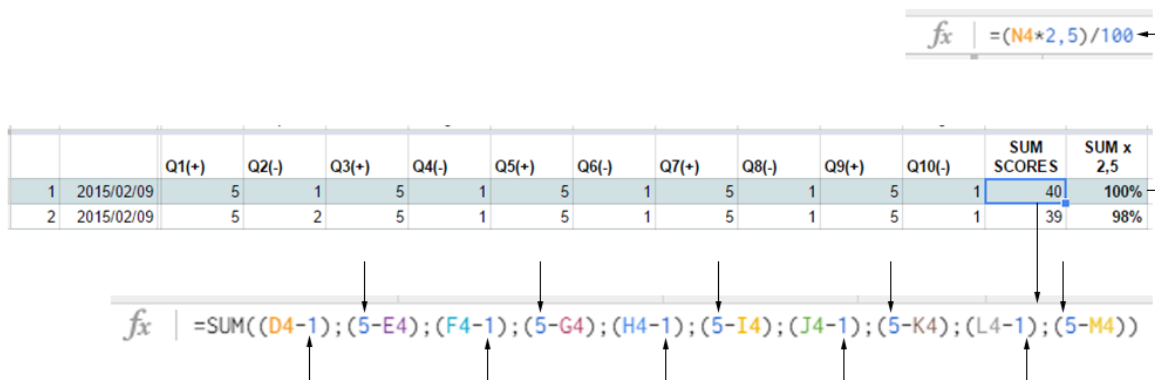 fx =(N4*2,5)/100
SUM SUM x
Q1(+) Q2(-) Q3(+) Q4(-) Q5(+) Q6(-) Q7(+) Q8(-) Q9(+) Q10(-) SCORES 2,5
1 2015/02/09 5 1 5 1 5 1 5 1 5 1 40 100%
2 2015/02/09 5 2 5 1 5 1 5 1 5 1 39 98%
fx =SUM((D4-1);(5-E4);(F4-1);(5-G4);(H4-1);(5-I4);(J4-1);(5-K4);(L4-1);(5-M4))